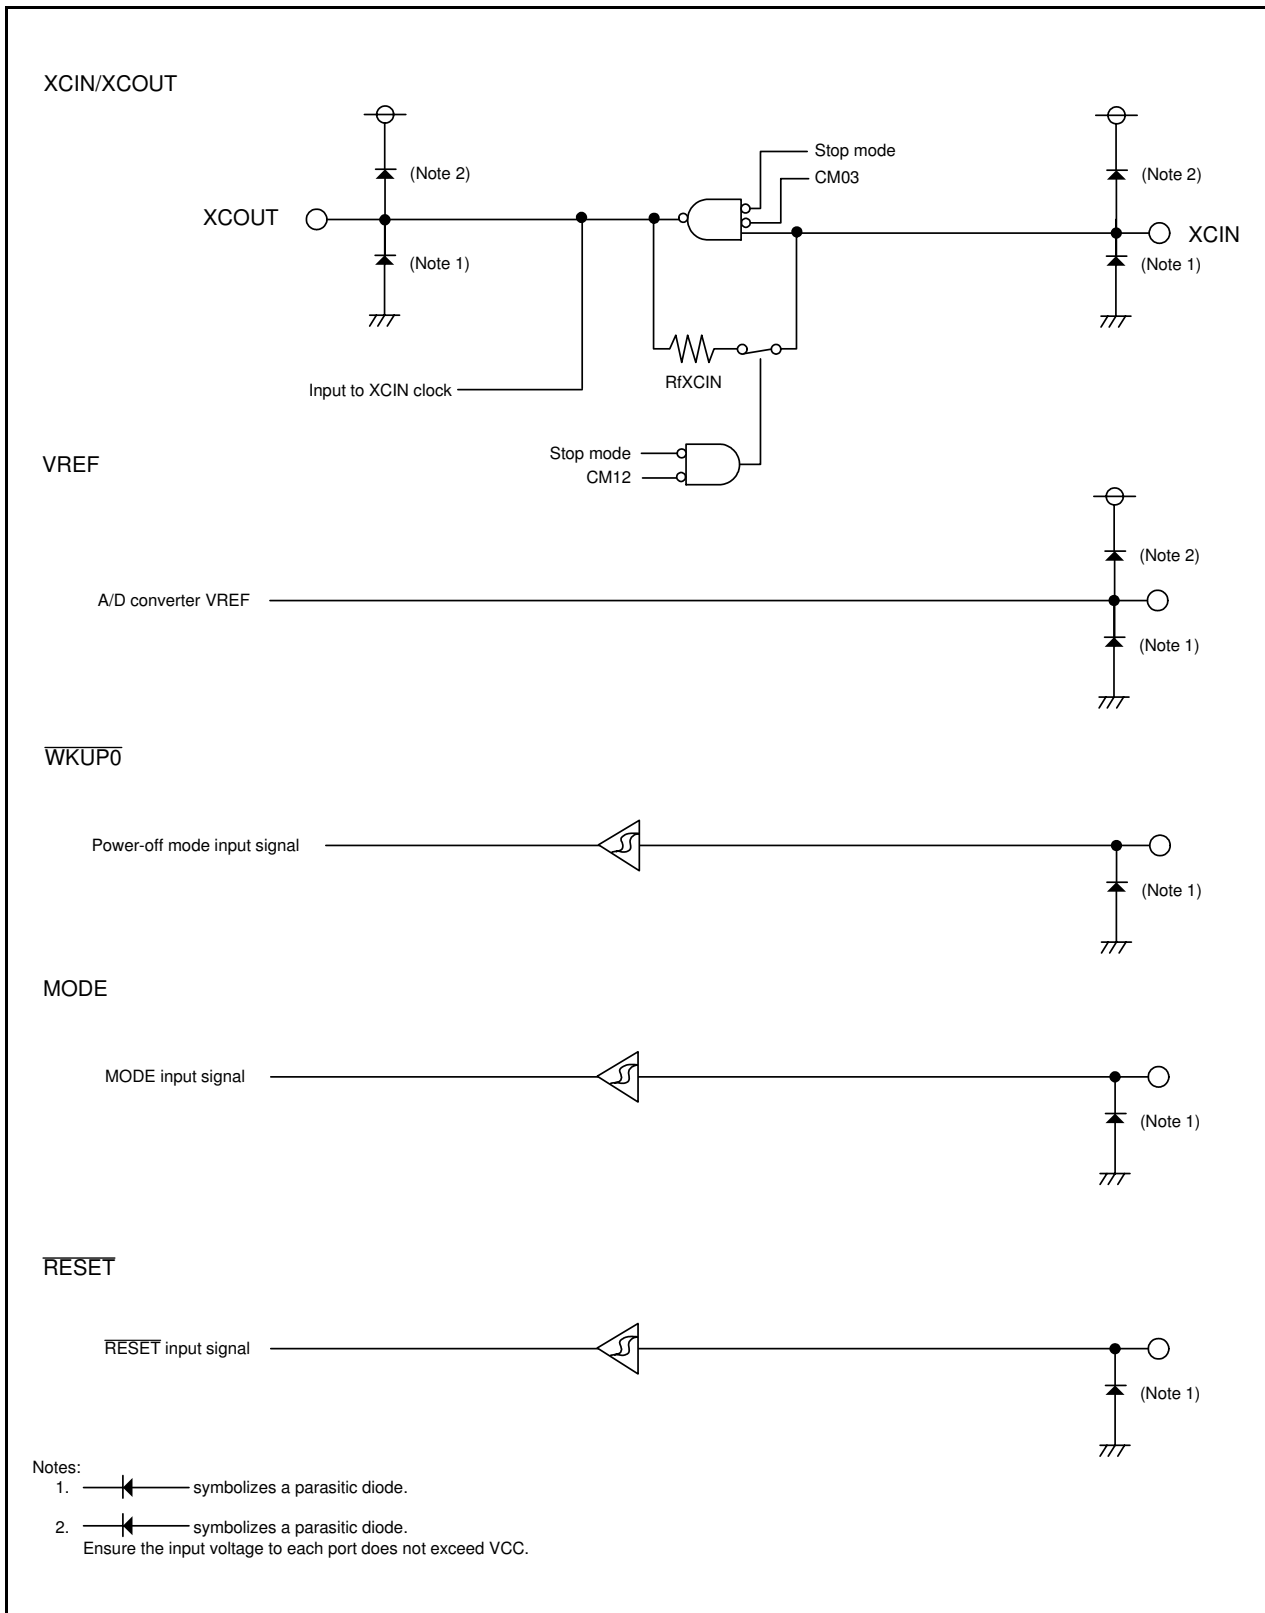 XCIN/XCOUT
Stop mode
CM03
(Note 2)
(Note 2)
XCOUT
XCIN
(Note 1)
(Note 1)
RfXCIN
Input to XCIN clock
Stop mode
CM12
VREF
(Note 2)
A/D converter VREF
(Note 1)
WKUP0
Power-off mode input signal
(Note 1)
MODE
MODE input signal
(Note 1)
RESET
RESET input signal
(Note 1)
Notes:
1. symbolizes a parasitic diode.
2. symbolizes a parasitic diode.
Ensure the input voltage to each port does not exceed VCC.